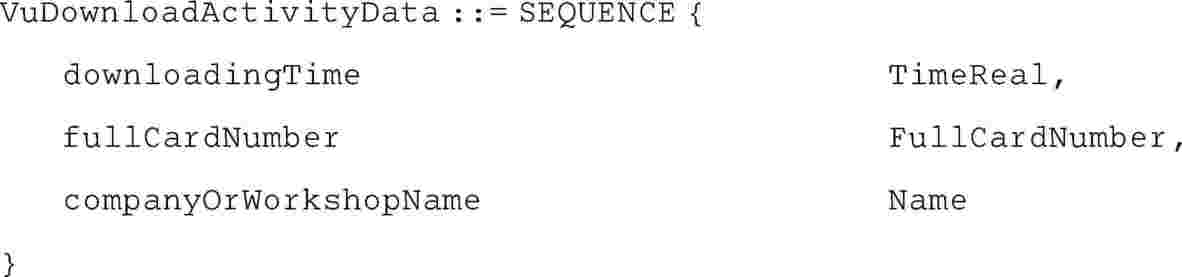 VuDownloadActivityData ::= SEQUENCE {
downloadingTime TimeReal,
fullCardNumber FullCardNumber,
companyOrWorkshopName Name
}